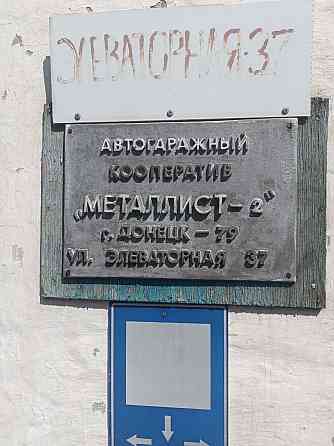 ЭЛЕВАТОРНАЯ-37
АВТОГАРАЖНЫЙ
КООПЕРАТИВ
„МЕТАЛЛИСТ-2"
г. ДОНЕЦК-79
УЛ. ЭЛЕВАТОРНАЯ 37